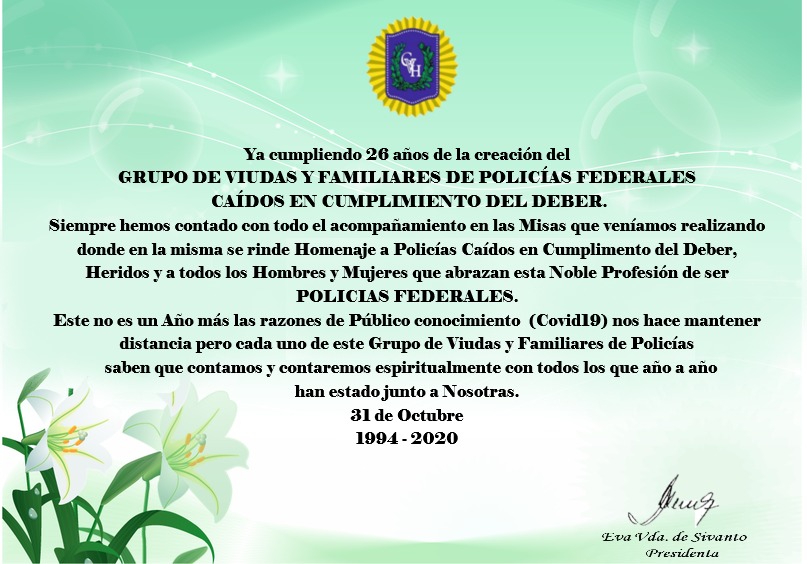 GVH
Ya cumpliendo 26 años de la creación del
GRUPO DE VIUDAS Y FAMILIARES DE POLICÍAS FEDERALES
CAÍDOS EN CUMPLIMIENTO DEL DEBER.
Siempre hemos contado con todo el acompañamiento en las Misas que veníamos realizando
donde en la misma se rinde Homenaje a Policías Caídos en Cumplimento del Deber,
Heridos y a todos los Hombres y Mujeres que abrazan esta Noble Profesión de ser
POLICIAS FEDERALES.
Este no es un Año más las razones de Público conocimiento (Covid19) nos hace mantener
distancia pero cada uno de este Grupo de Viudas y Familiares de Policías
saben que contamos y contaremos espiritualmente con todos los que año a año
han estado junto a Nosotras.
31 de Octubre
1994 - 2020
Eva Vda. de Sivanto
Presidenta